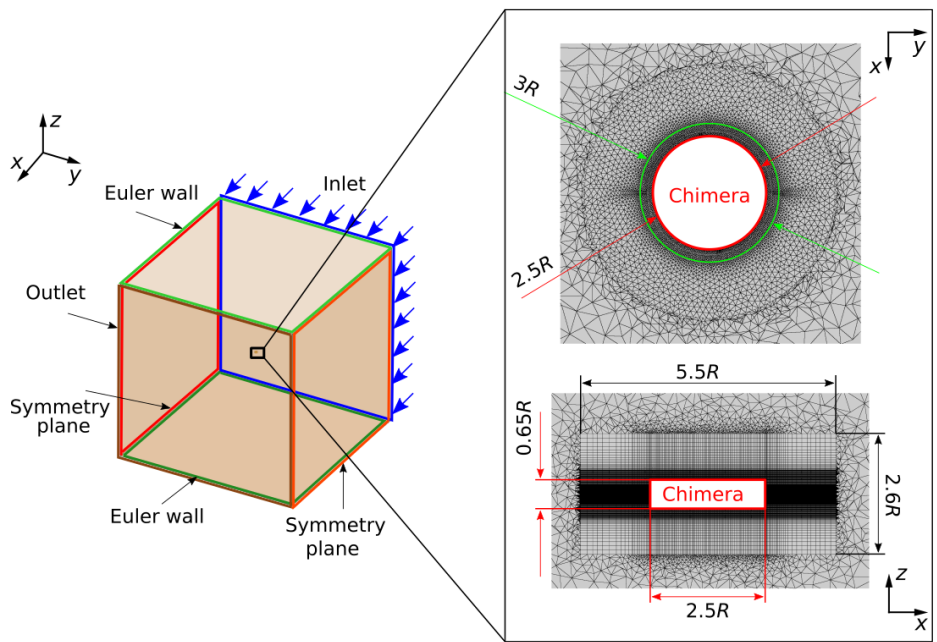 z
x
y
Euler wall
Inlet
Outlet
Symmetry
plane
Euler wall
Symmetry
plane
y
x
3R
Chimera
2.5R
5.5R
0.65R
Chimera
2.6R
2.5R
z
x